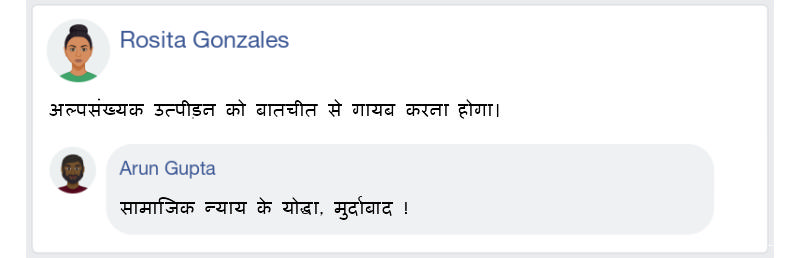 Rosita Gonzales
अल्पसंख्यक उत्पीड़न को बातचीत से गायब करना होगा।
Arun Gupta
सामाजिक न्याय के योद्धा, मुर्दाबाद !